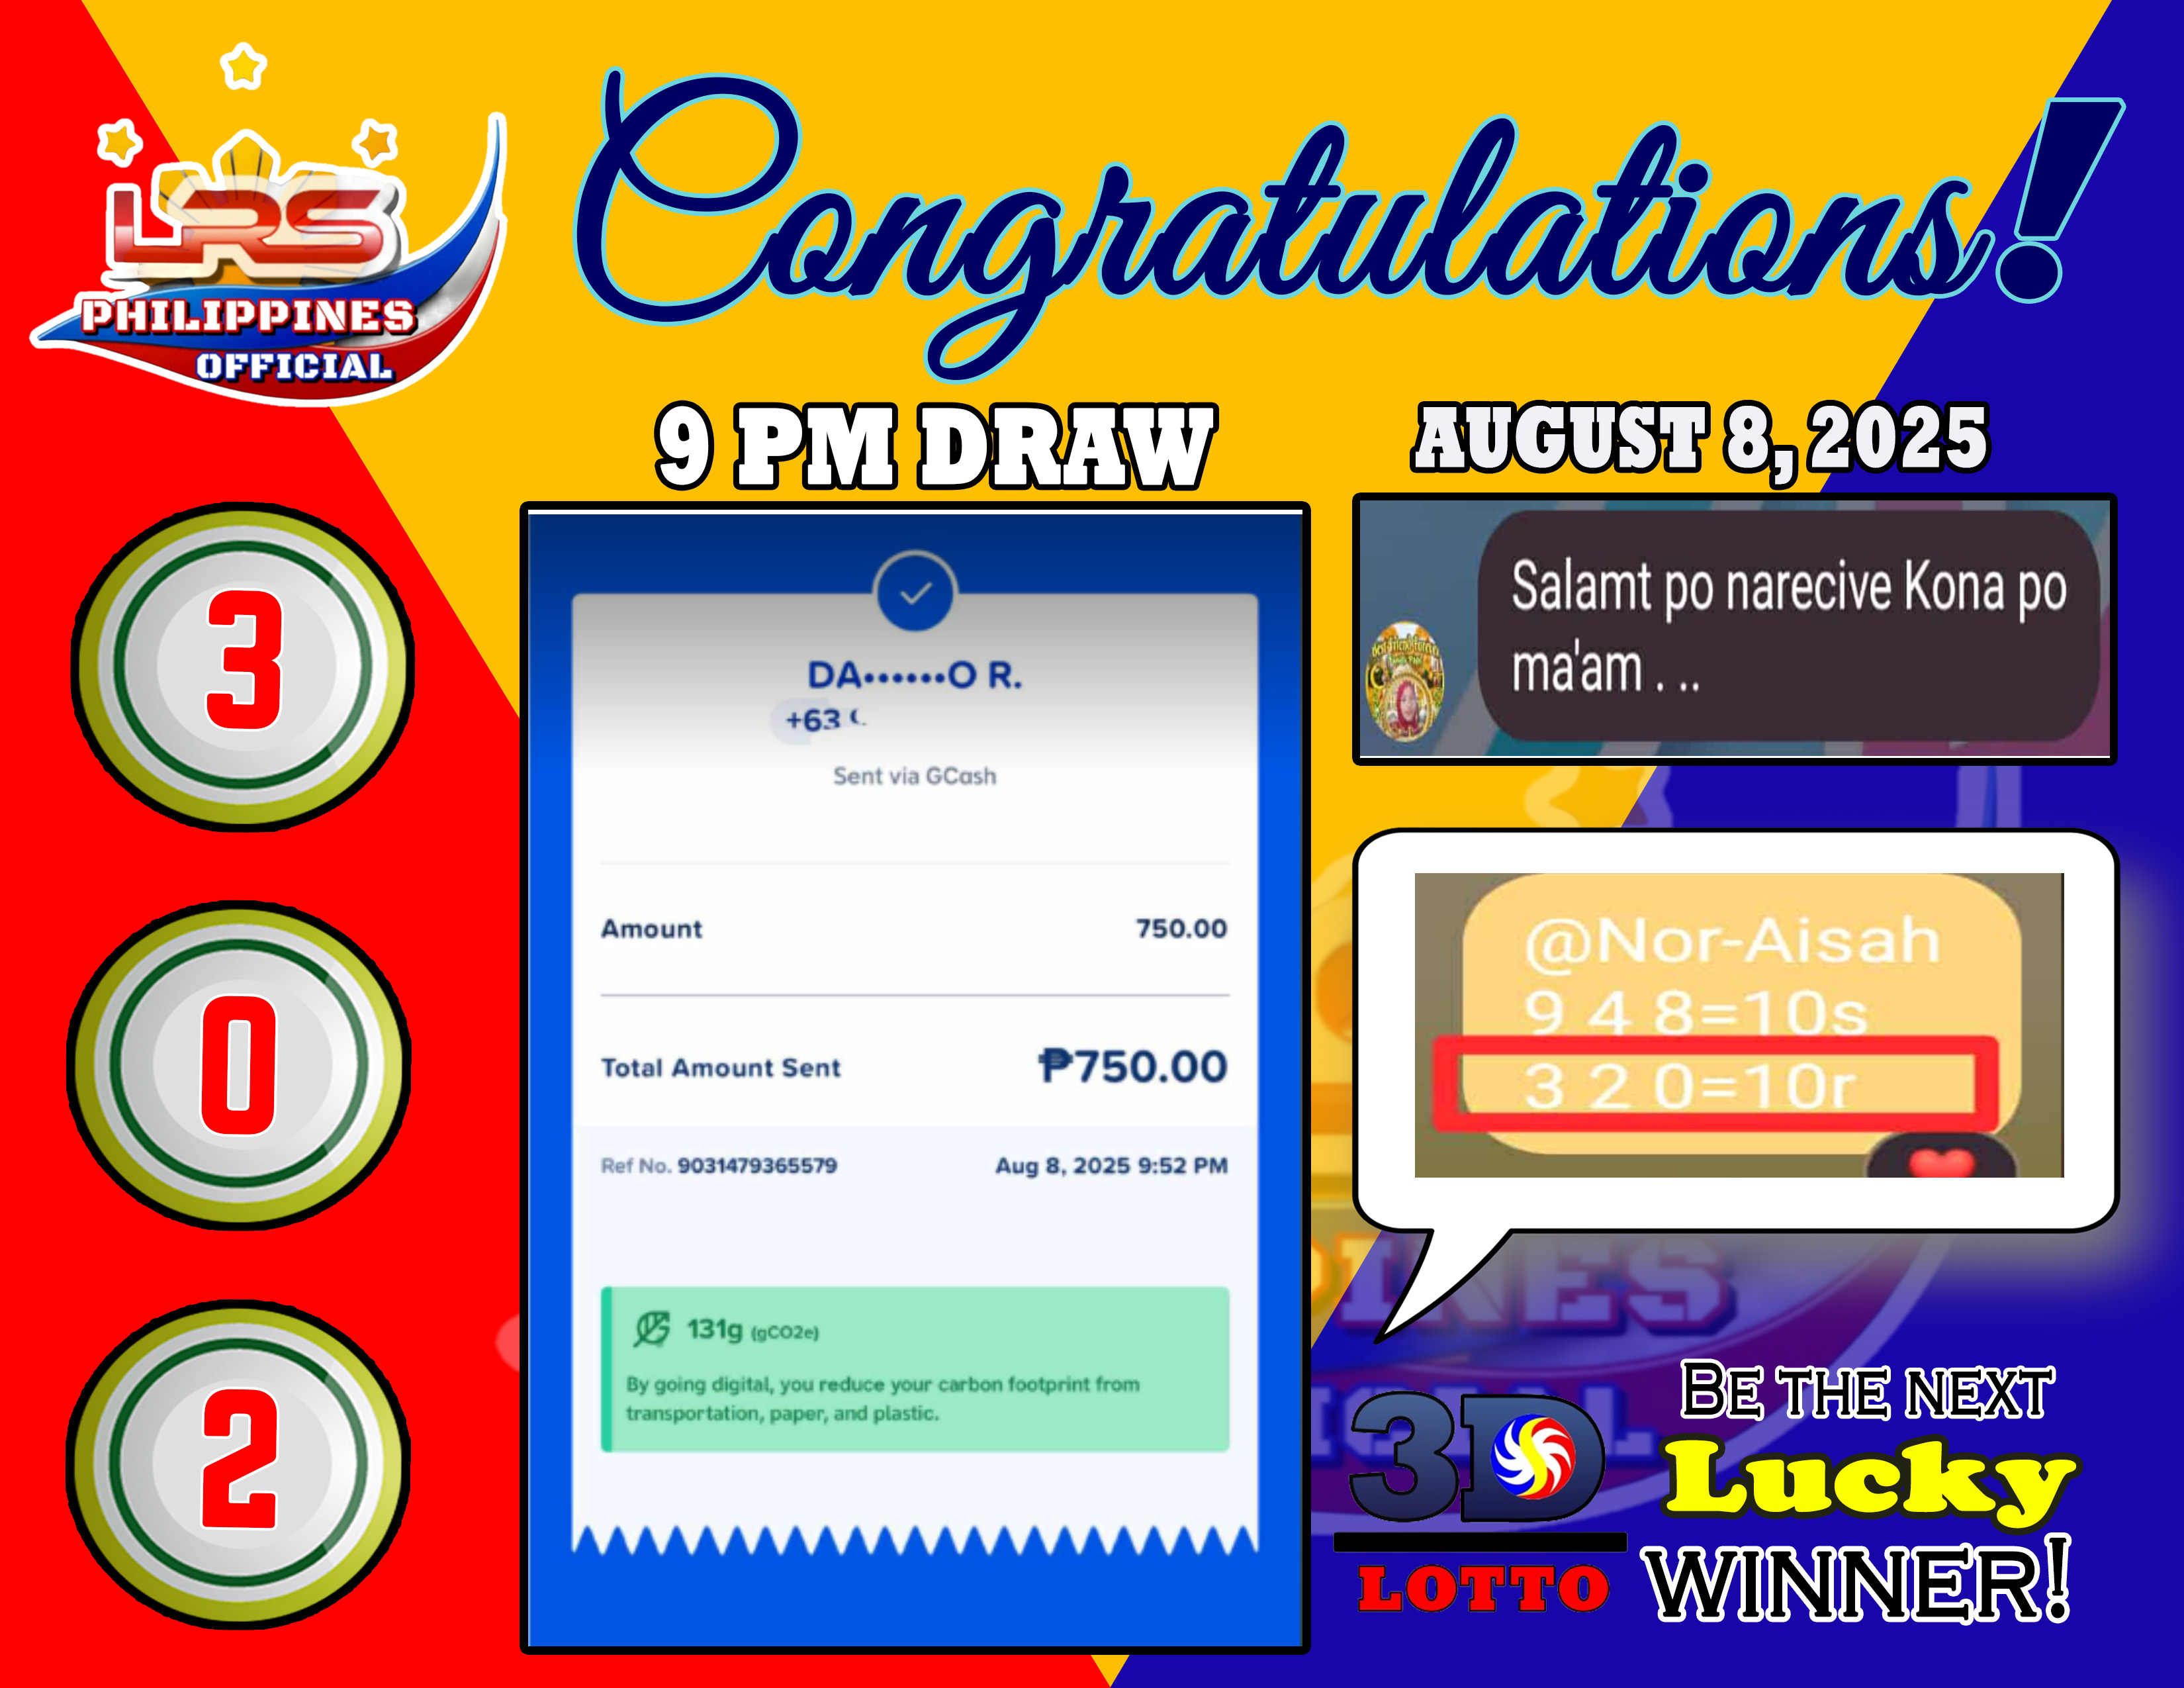 LRS
PHILIPPINES
OFFICIAL
Congratulations!
9 PM DRAW
AUGUST 8, 2025
3
0
2
DA••••••O R.
+63
Sent via GCash
Amount 750.00
Total Amount Sent ₱750.00
Ref No. 9031479365579 Aug 8, 2025 9:52 PM
131g (gCO2e)
By going digital, you reduce your carbon footprint from
transportation, paper, and plastic.
Salamt po narecive Kona po
ma'am . ..
@Nor-Aisah
9 4 8=10s
3 2 0=10r
3D
LOTTO
BE THE NEXT
Lucky
WINNER!